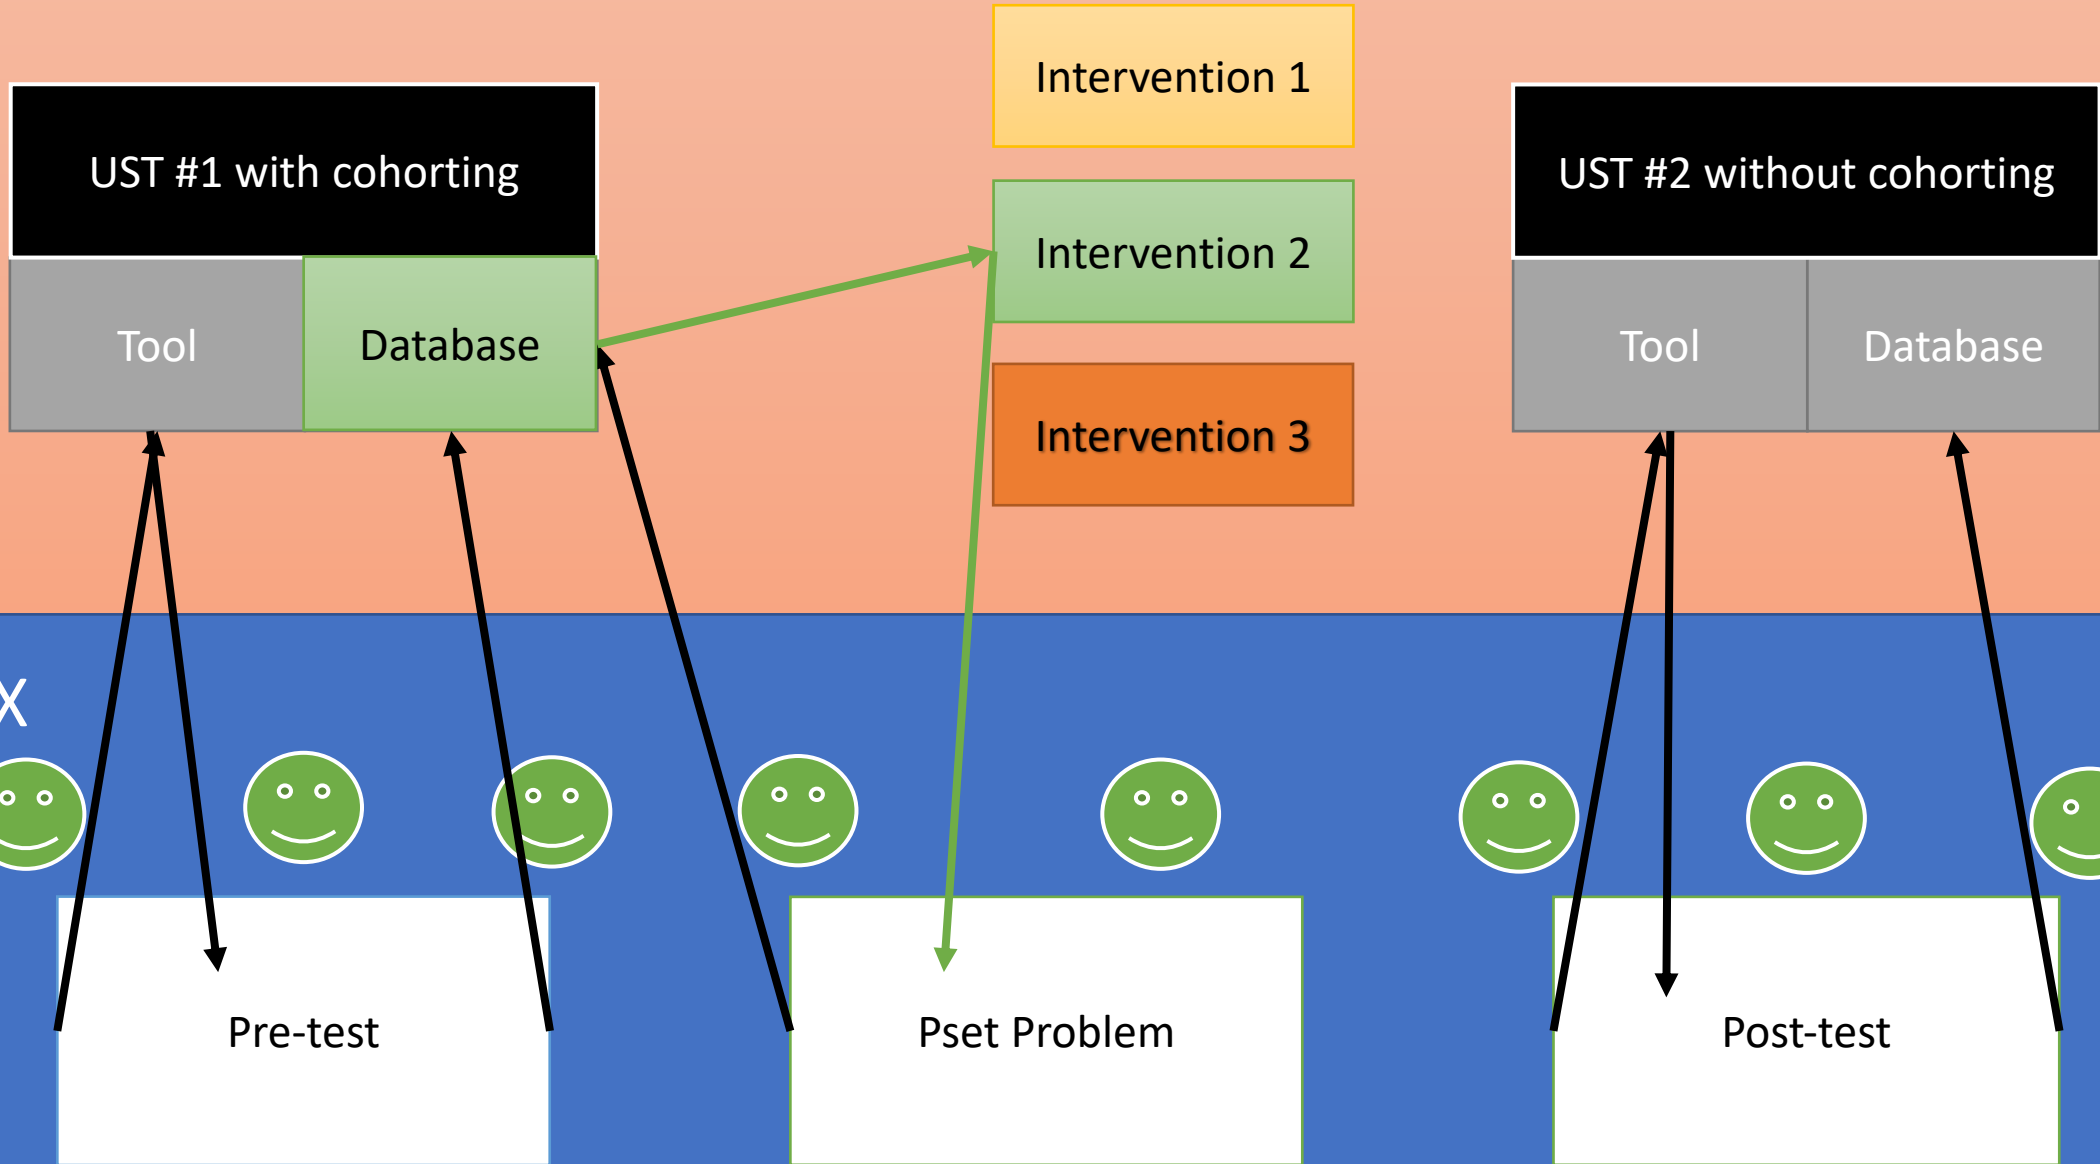 Intervention 1
UST #1 with cohorting
UST #2 without cohorting
Intervention 2
Tool
Database
Tool
Database
Intervention 3
X
Pre-test
Pset Problem
Post-test